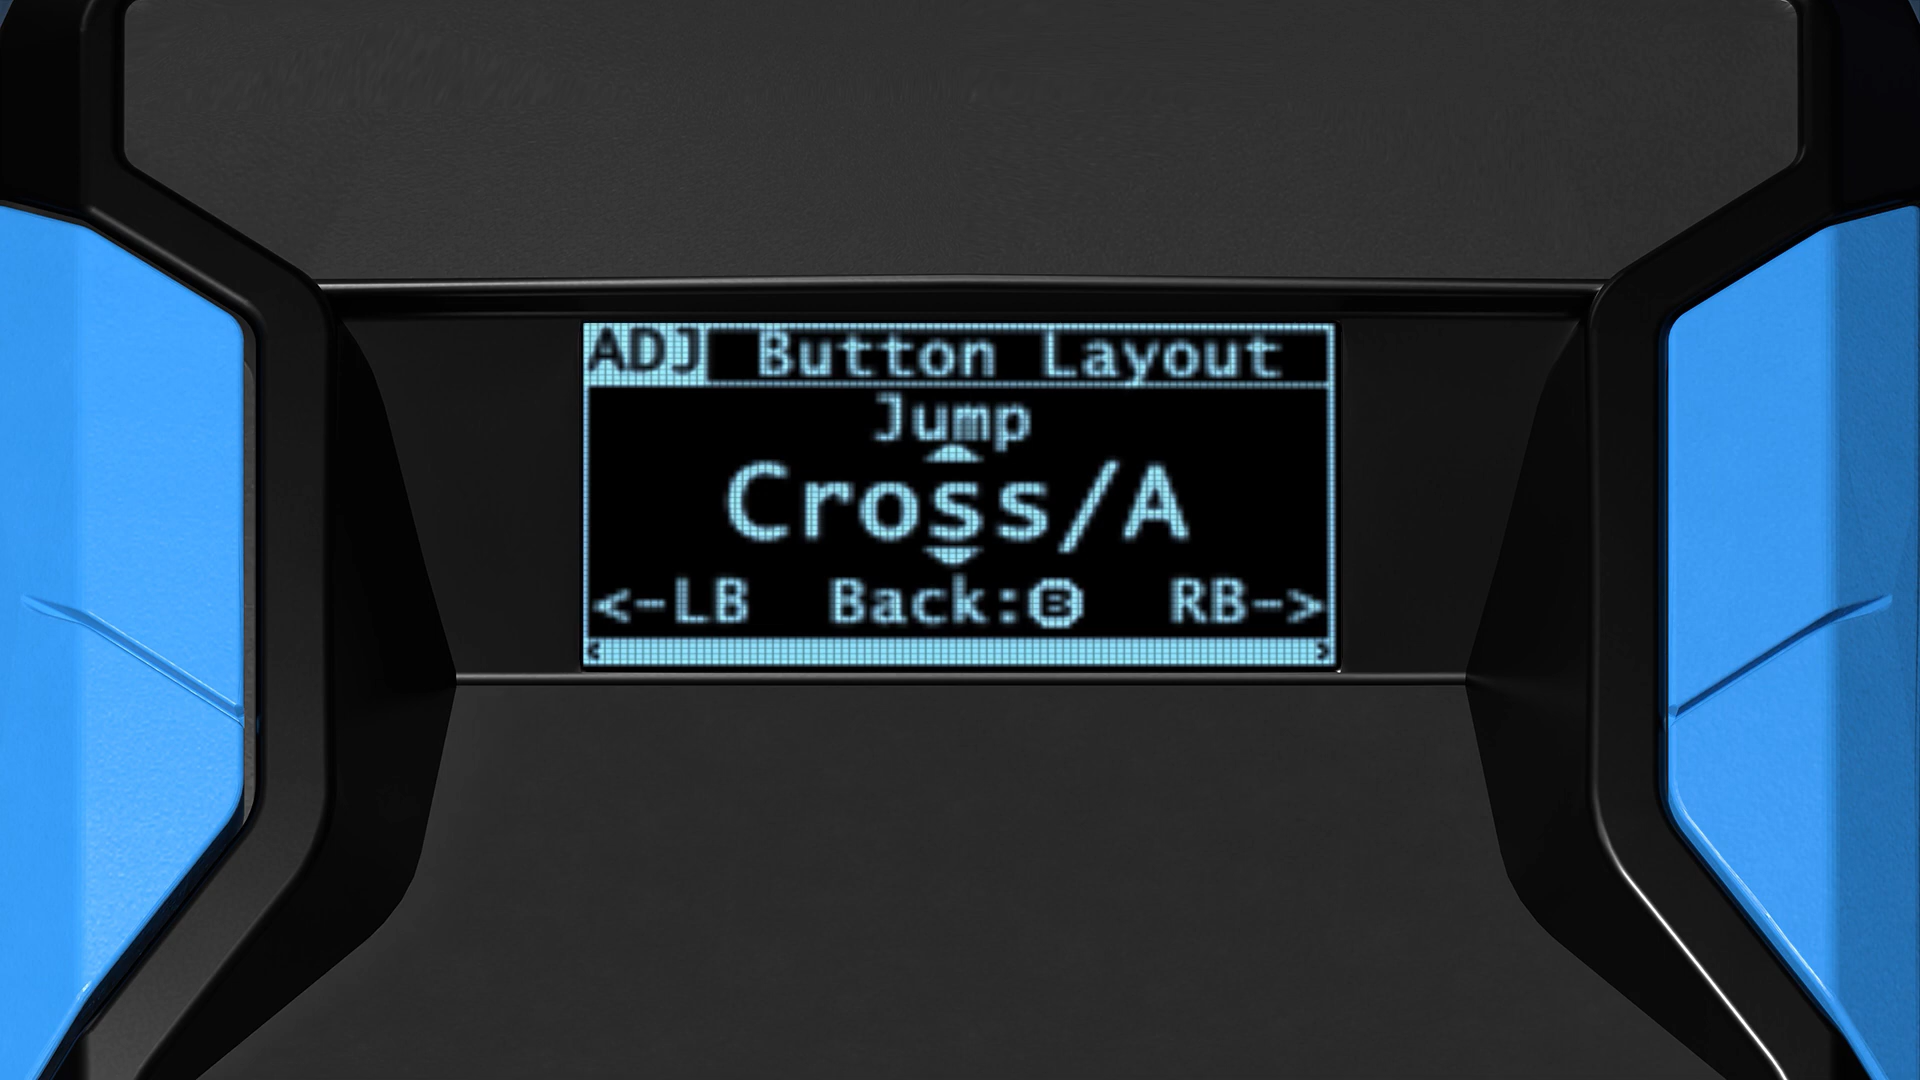 ADJ Button Layout
Jump
Cross/A
<-LB Back:Ⓑ RB->
< >